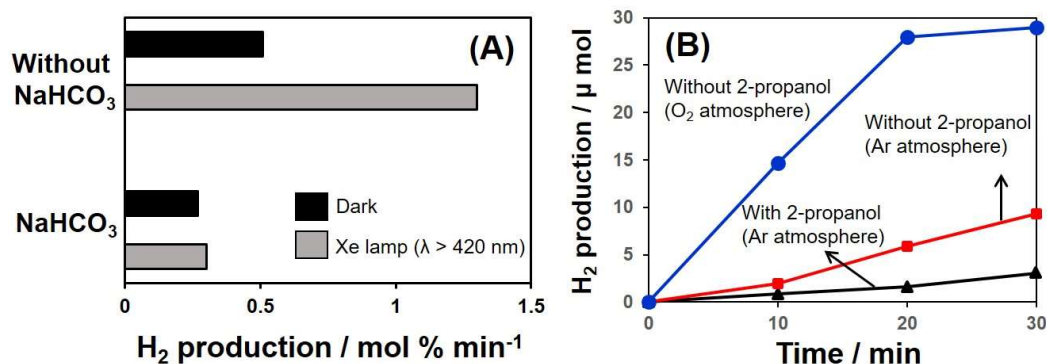 (A)
Without
NaHCO₃
NaHCO₃
Dark
Xe lamp (λ > 420 nm)
0
0.5
1
1.5
H₂ production / mol % min⁻¹
(B)
H₂ production / µ mol
30
25
20
15
10
5
0
Without 2-propanol
(O₂ atmosphere)
Without 2-propanol
(Ar atmosphere)
With 2-propanol
(Ar atmosphere)
0
10
20
30
Time / min